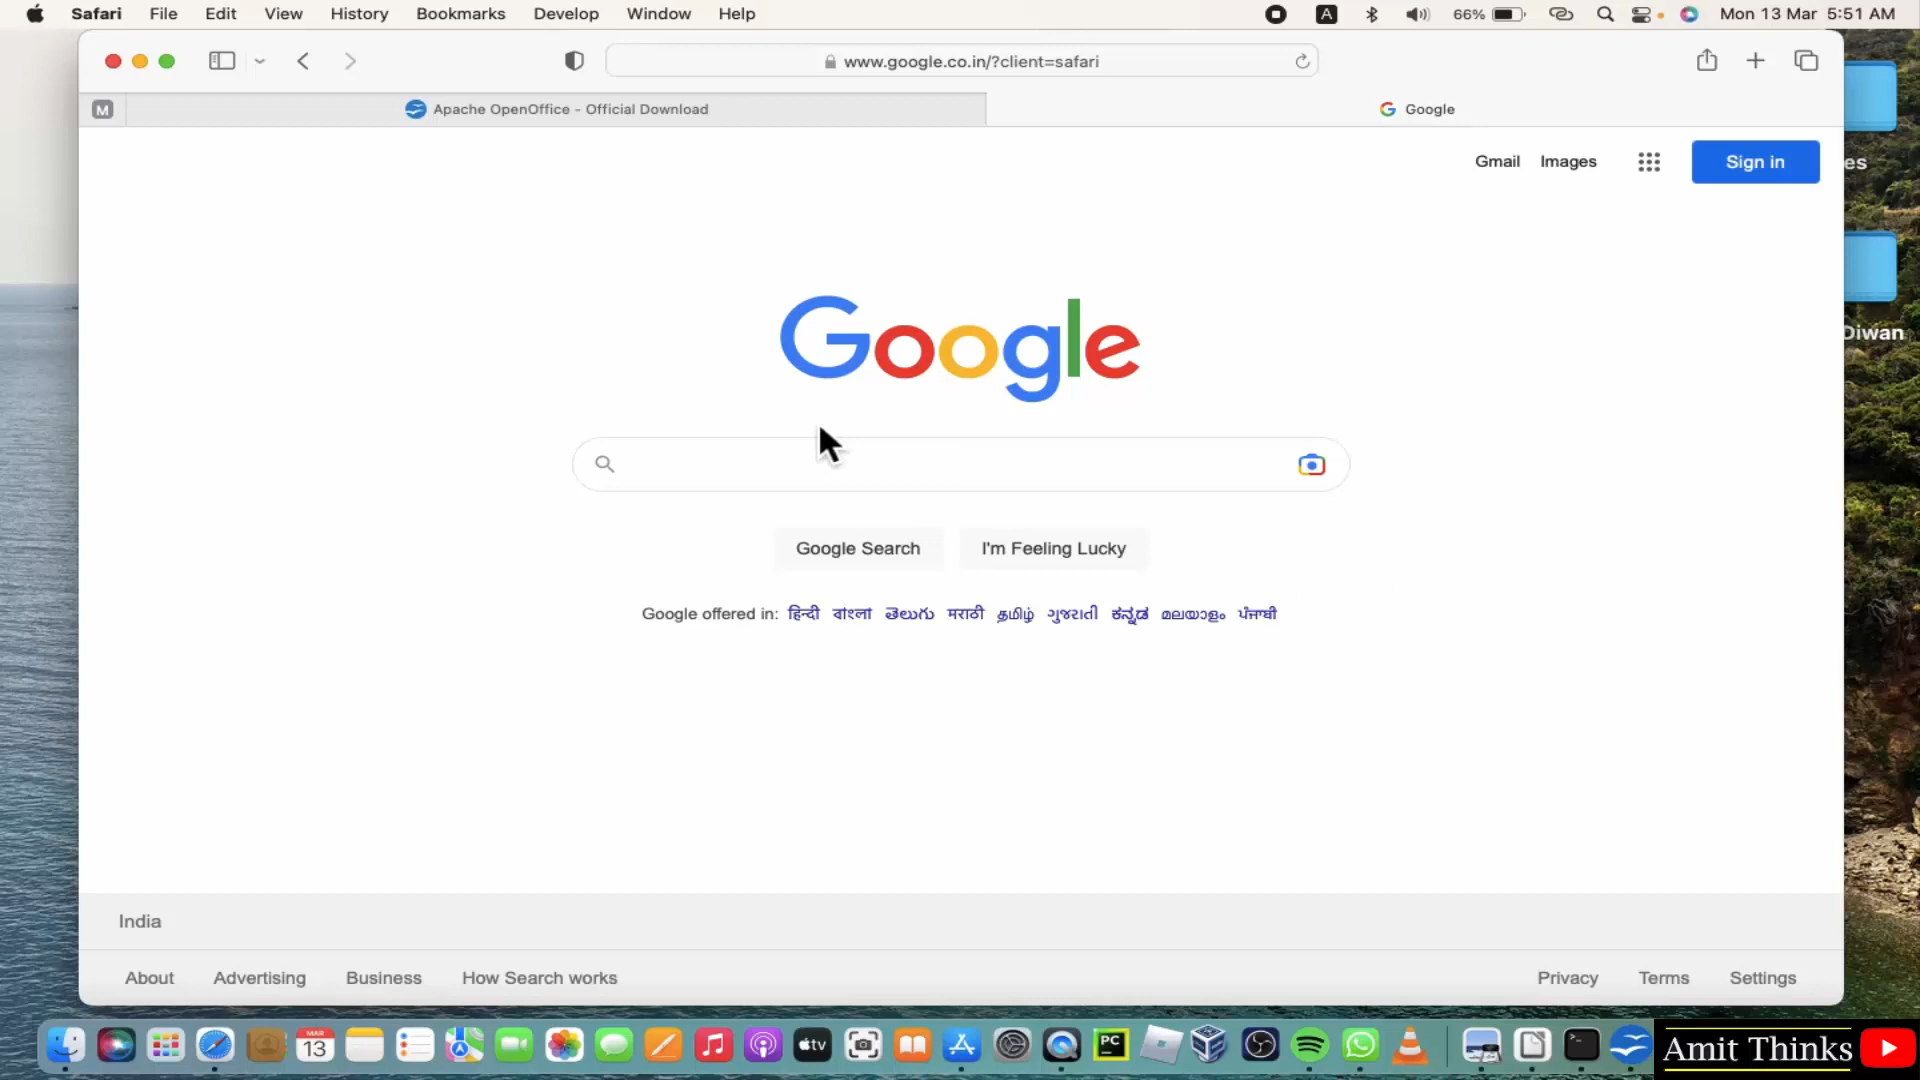 Safari File Edit View History Bookmarks Develop Window Help A 66% Mon 13 Mar 5:51 AM
www.google.co.in/?client=safari
M Apache OpenOffice - Official Download Google
Gmail Images Sign in
es
Diwan
Google
Google Search I'm Feeling Lucky
Google offered in: हिन्दी বাংলা తెలుగు मराठी தமிழ் ગુજરાતી ಕನ್ನಡ മലയാളം ਪੰਜਾਬੀ
India
About Advertising Business How Search works Privacy Terms Settings
MAR
13 tv PC Amit Thinks